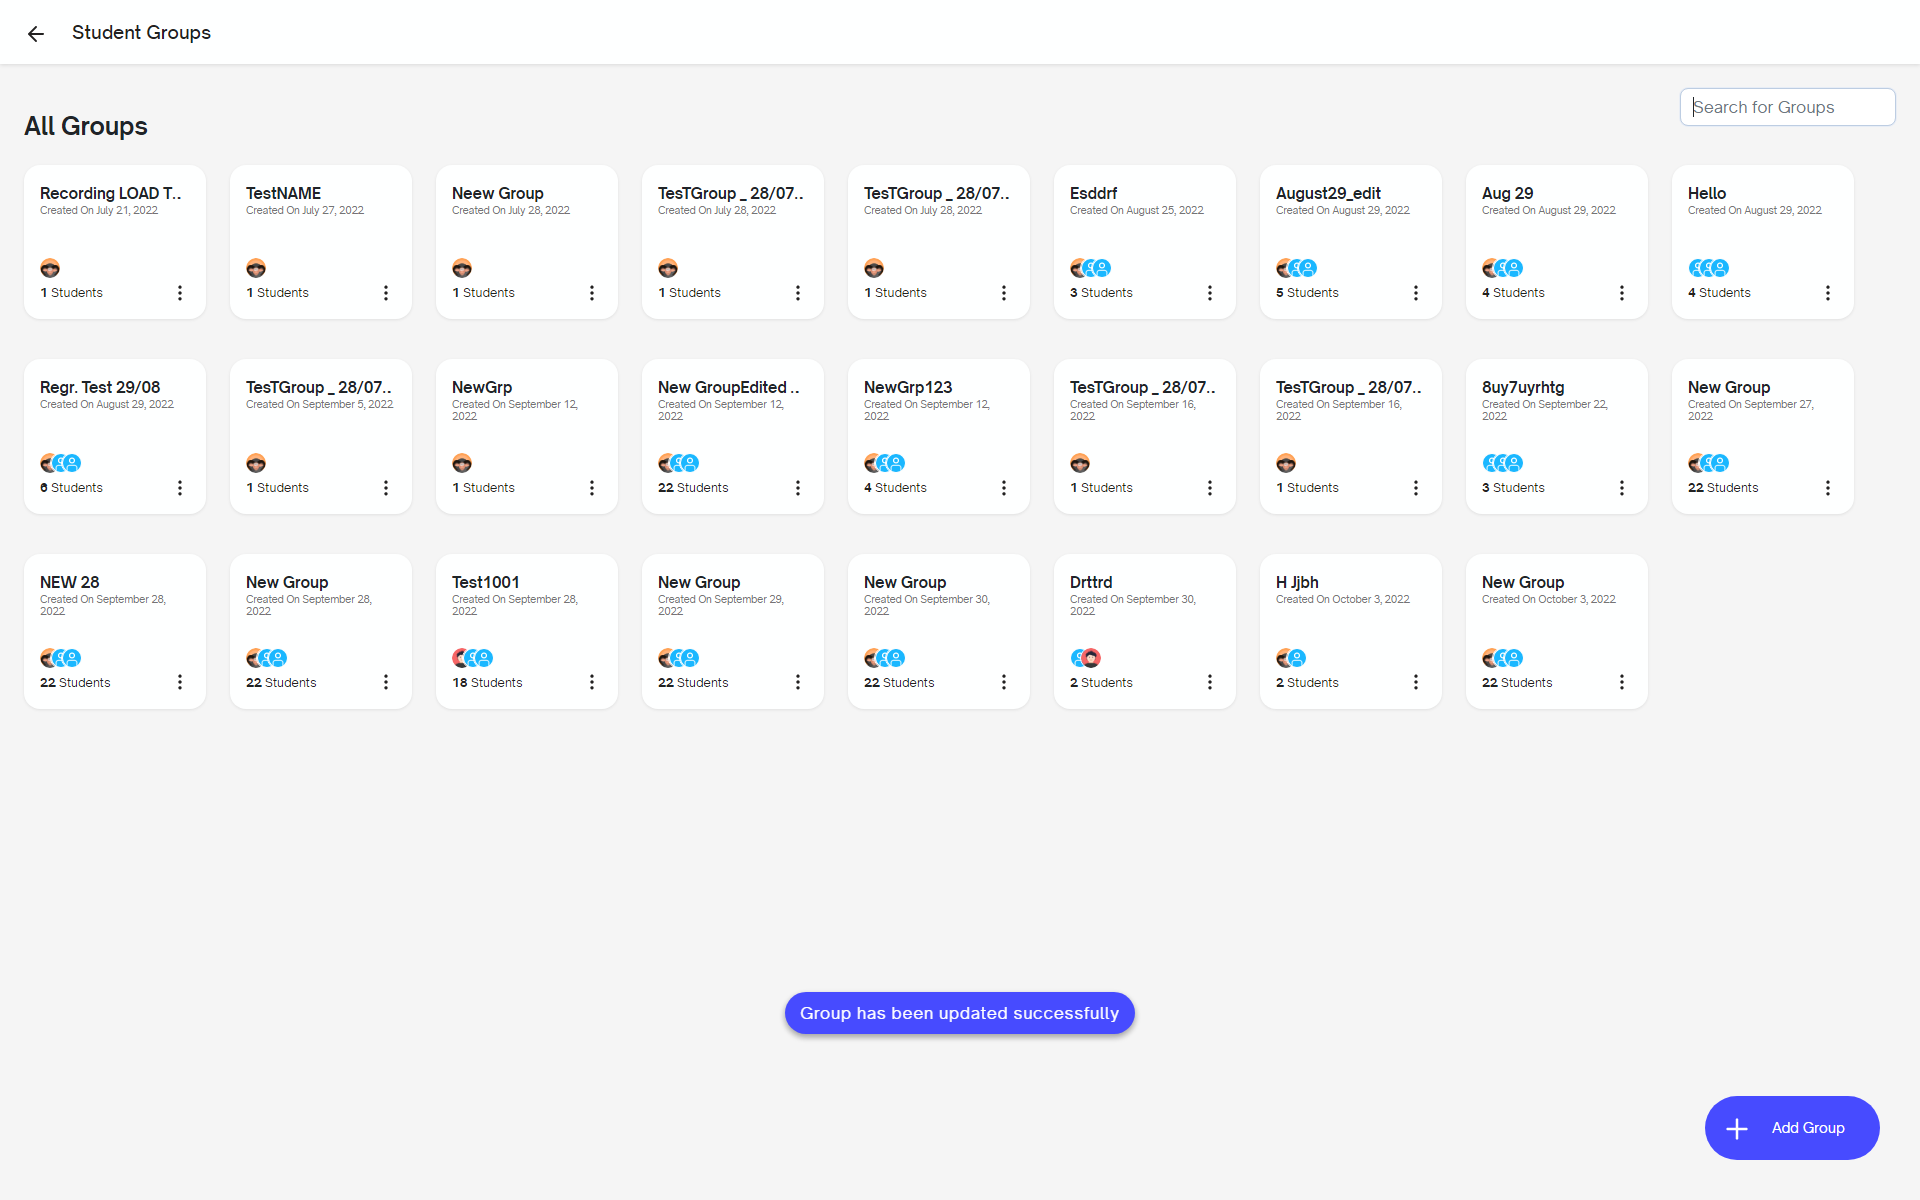 Student Groups
Search for Groups
All Groups
Recording LOAD T..
Created On July 21, 2022
1 Students
TestNAME
Created On July 27, 2022
1 Students
Neew Group
Created On July 28, 2022
1 Students
TesTGroup _ 28/07..
Created On July 28, 2022
1 Students
TesTGroup _ 28/07..
Created On July 28, 2022
1 Students
Esddrf
Created On August 25, 2022
3 Students
August29_edit
Created On August 29, 2022
5 Students
Aug 29
Created On August 29, 2022
4 Students
Hello
Created On August 29, 2022
4 Students
Regr. Test 29/08
Created On August 29, 2022
6 Students
TesTGroup _ 28/07..
Created On September 5, 2022
1 Students
NewGrp
Created On September 12,
2022
1 Students
New GroupEdited ..
Created On September 12,
2022
22 Students
NewGrp123
Created On September 12,
2022
4 Students
TesTGroup _ 28/07..
Created On September 16,
2022
1 Students
TesTGroup _ 28/07..
Created On September 16,
2022
1 Students
8uy7uyrhtg
Created On September 22,
2022
3 Students
New Group
Created On September 27,
2022
22 Students
NEW 28
Created On September 28,
2022
22 Students
New Group
Created On September 28,
2022
22 Students
Test1001
Created On September 28,
2022
18 Students
New Group
Created On September 29,
2022
22 Students
New Group
Created On September 30,
2022
22 Students
Drttrd
Created On September 30,
2022
2 Students
H Jjbh
Created On October 3, 2022
2 Students
New Group
Created On October 3, 2022
22 Students
Group has been updated successfully
Add Group